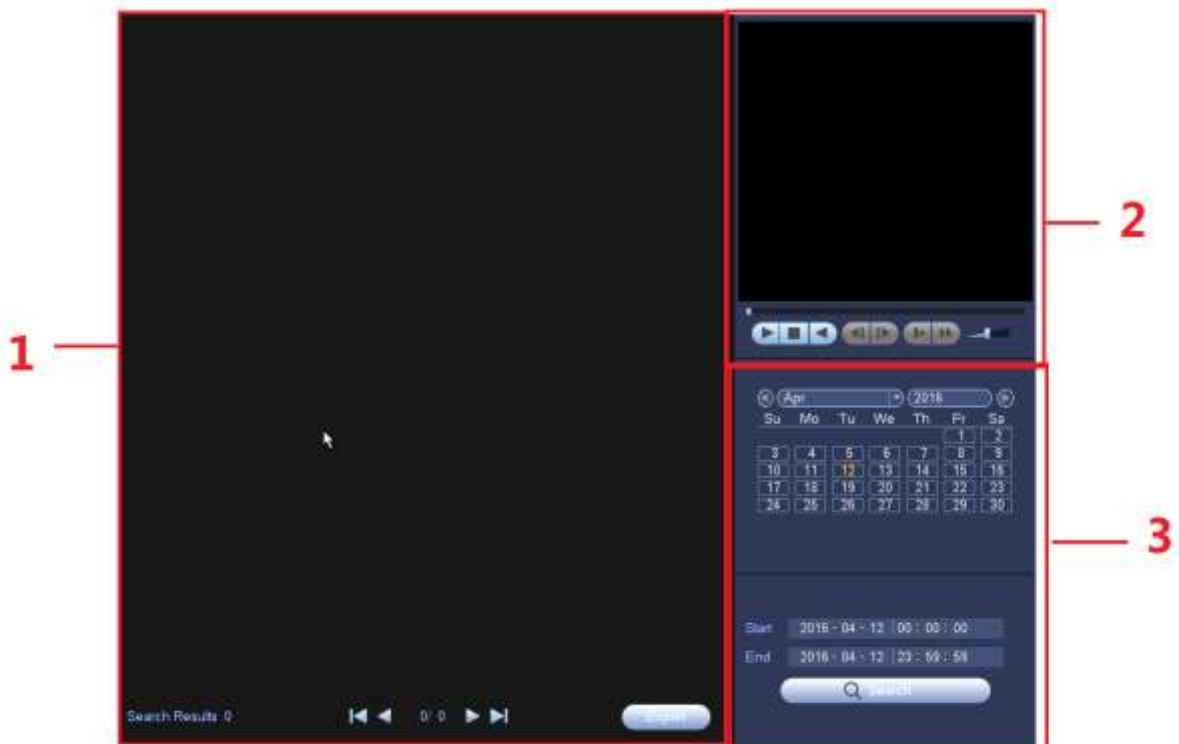 1
2
3
Apr 2016
Su Mo Tu We Th Fr Sa
1 2
3 4 5 6 7 8 9
10 11 12 13 14 15 16
17 18 19 20 21 22 23
24 25 26 27 28 29 30
Start 2016 - 04 - 12 00 : 00 : 00
End 2016 - 04 - 12 23 : 59 : 59
Search
Search Results 0
0/ 0